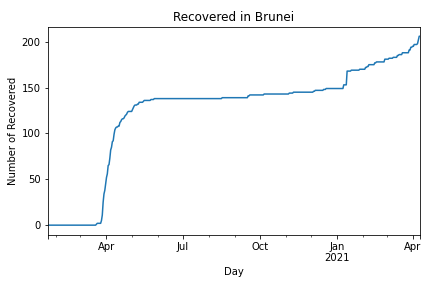 Recovered in Brunei
Number of Recovered
200
150
100
50
0
Apr
Jul
Oct
Jan
2021
Apr
Day